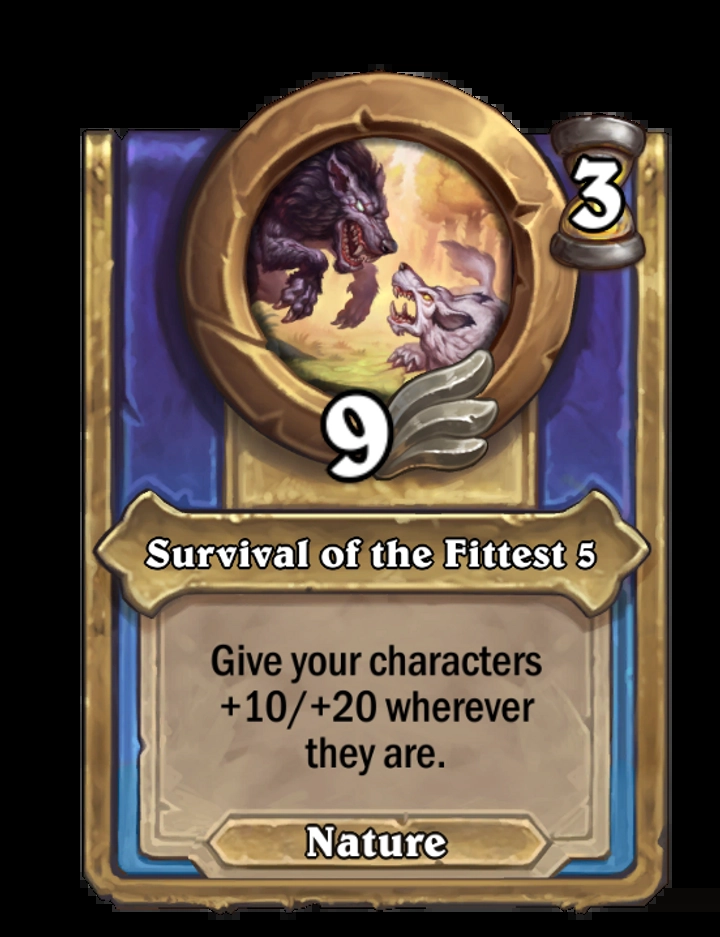 3
9
Survival of the Fittest 5
Give your characters
+10/+20 wherever
they are.
Nature